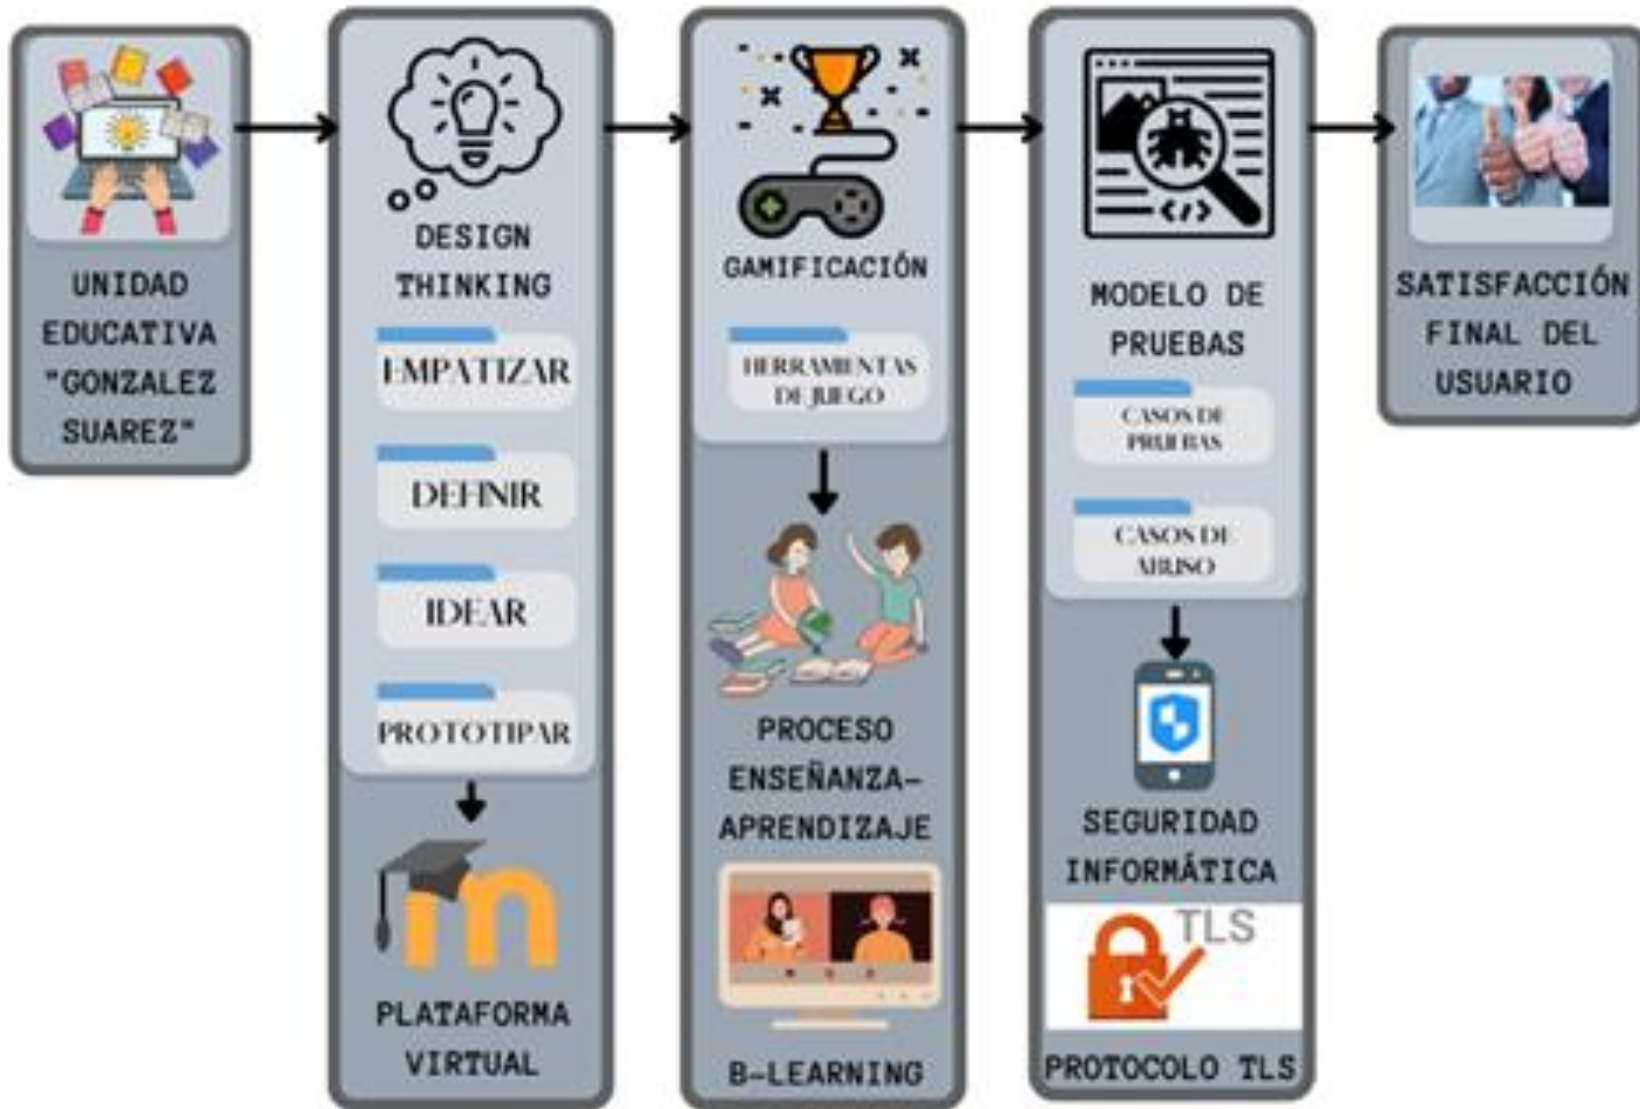 UNIDAD
EDUCATIVA
"GONZALEZ
SUAREZ"
DESIGN
THINKING
EMPATIZAR
DEFINIR
IDEAR
PROTOTIPAR
PLATAFORMA
VIRTUAL
GAMIFICACIÓN
HERRAMIENTAS
DE JUEGO
PROCESO
ENSEÑANZA-
APRENDIZAJE
B-LEARNING
</>
MODELO DE
PRUEBAS
CASOS DE
PRUEBAS
CASOS DE
ABUSO
SEGURIDAD
INFORMÁTICA
TLS
PROTOCOLO TLS
SATISFACCIÓN
FINAL DEL
USUARIO